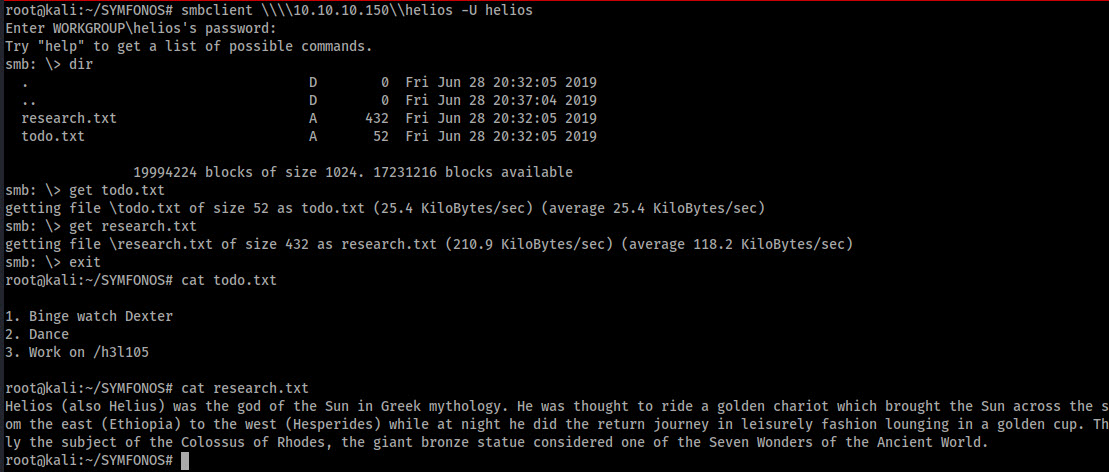 root@kali:~/SYMFONOS# smbclient \\\\10.10.10.150\\helios -U helios
Enter WORKGROUP\helios's password:
Try "help" to get a list of possible commands.
smb: \> dir
  .                                   D        0  Fri Jun 28 20:32:05 2019
  ..                                  D        0  Fri Jun 28 20:37:04 2019
  research.txt                        A      432  Fri Jun 28 20:32:05 2019
  todo.txt                            A       52  Fri Jun 28 20:32:05 2019
                19994224 blocks of size 1024. 17231216 blocks available
smb: \> get todo.txt
getting file \todo.txt of size 52 as todo.txt (25.4 KiloBytes/sec) (average 25.4 KiloBytes/sec)
smb: \> get research.txt
getting file \research.txt of size 432 as research.txt (210.9 KiloBytes/sec) (average 118.2 KiloBytes/sec)
smb: \> exit
root@kali:~/SYMFONOS# cat todo.txt
1. Binge watch Dexter
2. Dance
3. Work on /h3l105
root@kali:~/SYMFONOS# cat research.txt
Helios (also Helius) was the god of the Sun in Greek mythology. He was thought to ride a golden chariot which brought the Sun across the s
om the east (Ethiopia) to the west (Hesperides) while at night he did the return journey in leisurely fashion lounging in a golden cup. Th
ly the subject of the Colossus of Rhodes, the giant bronze statue considered one of the Seven Wonders of the Ancient World.
root@kali:~/SYMFONOS#